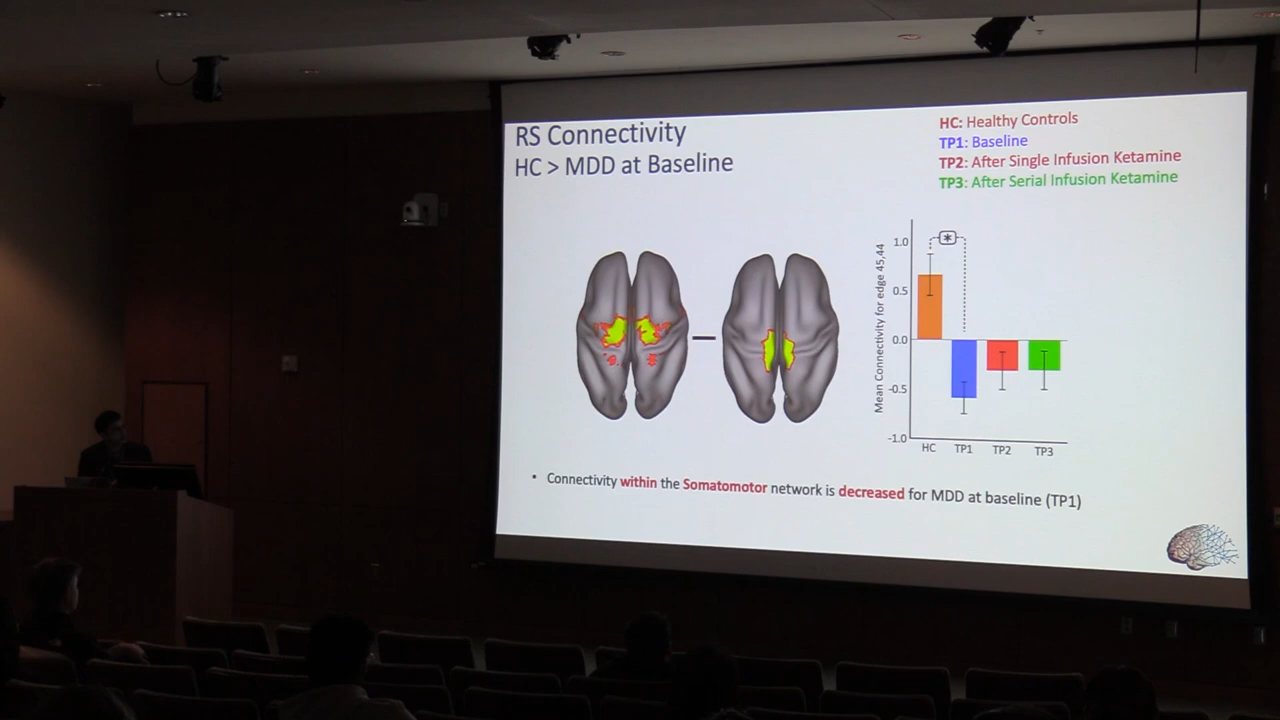 RS Connectivity
HC > MDD at Baseline
HC: Healthy Controls
TP1: Baseline
TP2: After Single Infusion Ketamine
TP3: After Serial Infusion Ketamine
Mean Connectivity for edge 45,44
1.0
0.5
0.0
-0.5
-1.0
*
HC TP1 TP2 TP3
• Connectivity within the Somatomotor network is decreased for MDD at baseline (TP1)